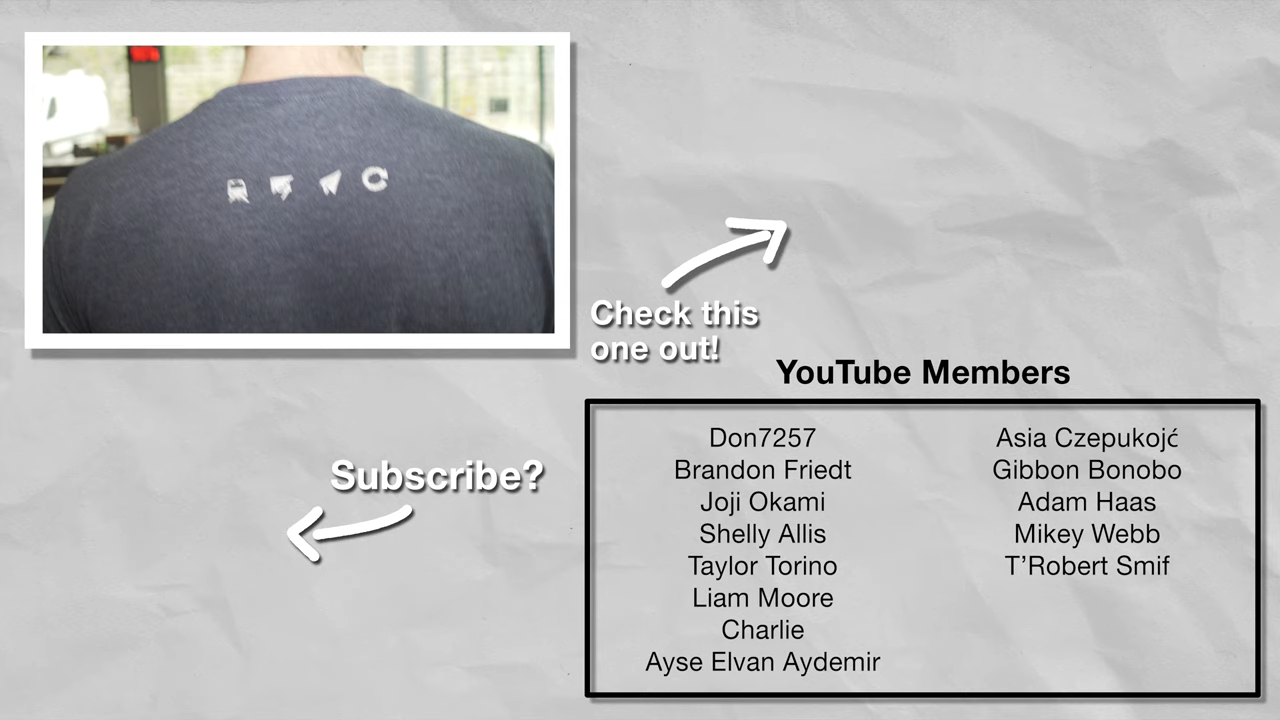 Check this
one out!
Subscribe?
YouTube Members
Don7257
Brandon Friedt
Joji Okami
Shelly Allis
Taylor Torino
Liam Moore
Charlie
Ayse Elvan Aydemir
Asia Czepukojć
Gibbon Bonobo
Adam Haas
Mikey Webb
T’Robert Smif